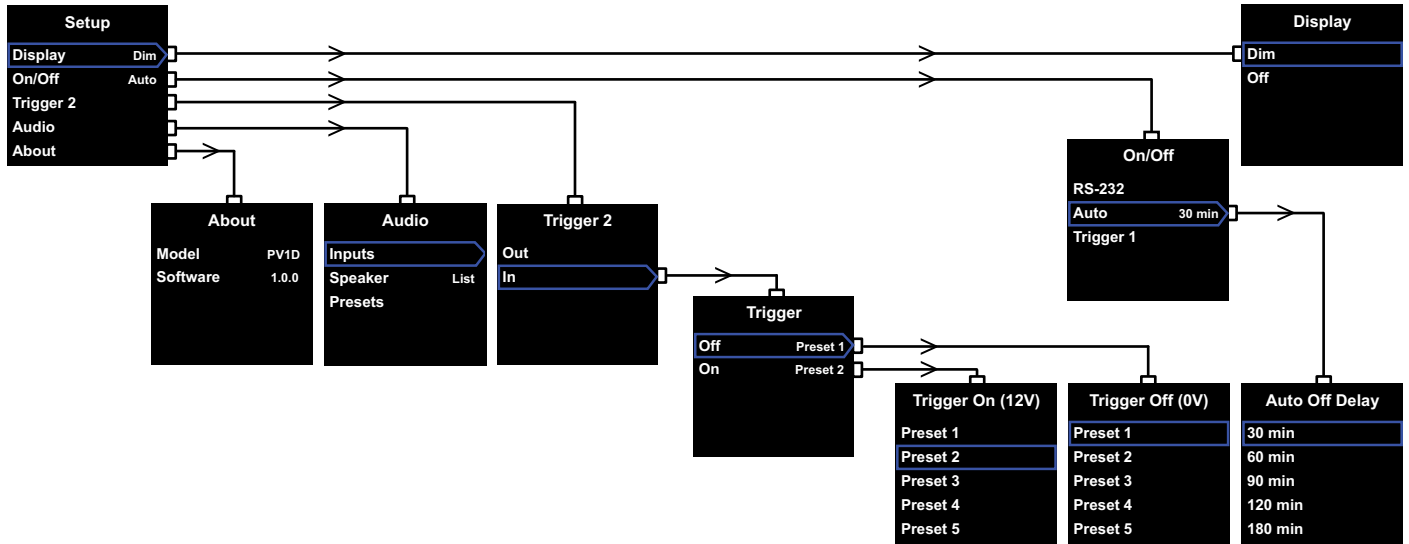 Setup
Display Dim
On/Off Auto
Trigger 2
Audio
About
Display
Dim
Off
On/Off
RS-232
Auto 30 min
Trigger 1
About
Model PV1D
Software 1.0.0
Audio
Inputs
Speaker List
Presets
Trigger 2
Out
In
Trigger
Off Preset 1
On Preset 2
Trigger On (12V)
Preset 1
Preset 2
Preset 3
Preset 4
Preset 5
Trigger Off (0V)
Preset 1
Preset 2
Preset 3
Preset 4
Preset 5
Auto Off Delay
30 min
60 min
90 min
120 min
180 min